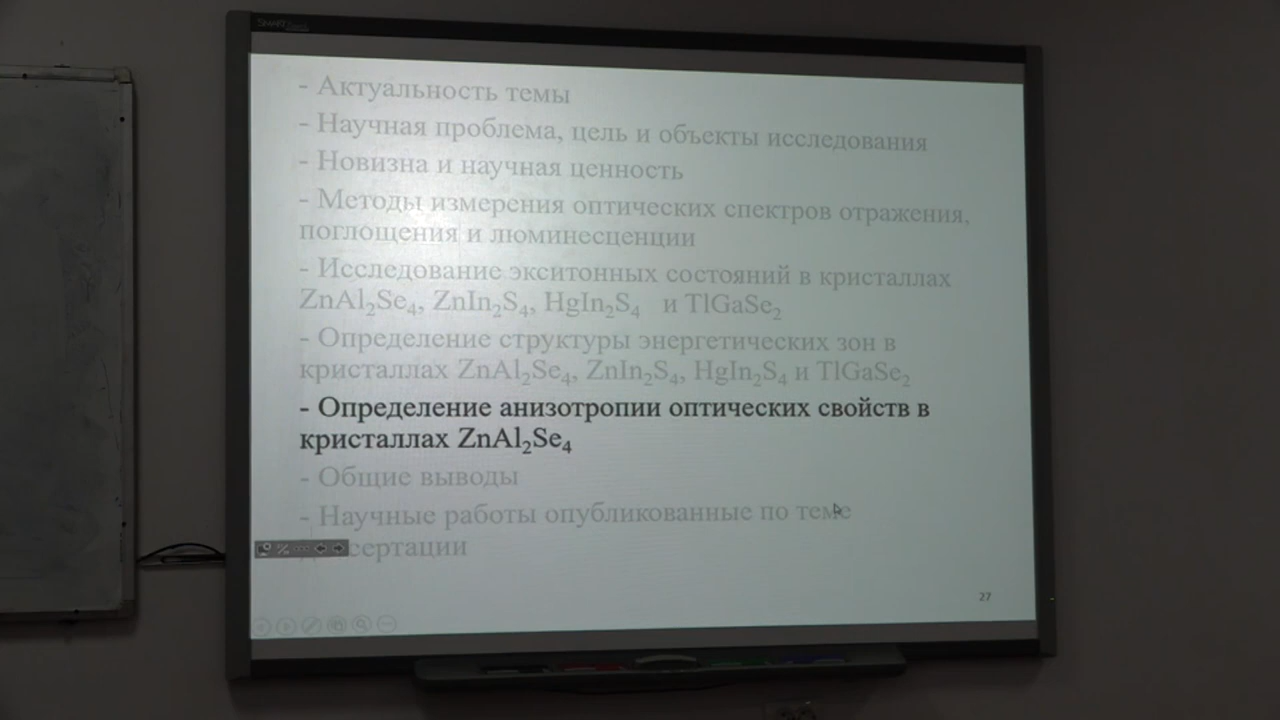 SMART
- Актуальность темы
- Научная проблема, цель и объекты исследования
- Новизна и научная ценность
- Методы измерения оптических спектров отражения,
поглощения и люминесценции
- Исследование экситонных состояний в кристаллах
ZnAl₂Se₄, ZnIn₂S₄, HgIn₂S₄ и TlGaSe₂
- Определение структуры энергетических зон в
кристаллах ZnAl₂Se₄, ZnIn₂S₄, HgIn₂S₄ и TlGaSe₂
- Определение анизотропии оптических свойств в
кристаллах ZnAl₂Se₄
- Общие выводы
- Научные работы опубликованные по теме
сертации
27